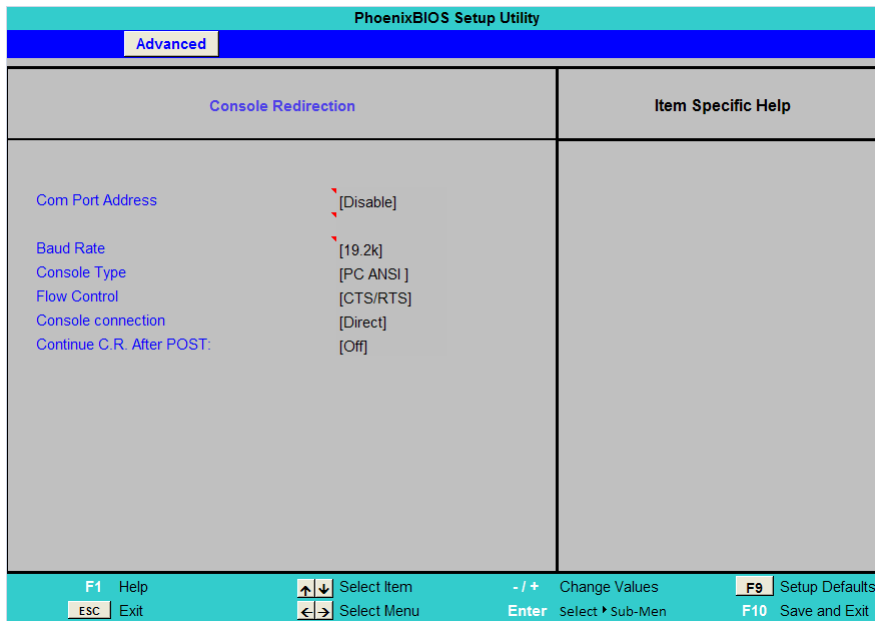 PhoenixBIOS Setup Utility
Advanced
Console Redirection
Item Specific Help
Com Port Address [Disable]
Baud Rate [19.2k]
Console Type [PC ANSI ]
Flow Control [CTS/RTS]
Console connection [Direct]
Continue C.R. After POST: [Off]
F1 Help ↑↓ Select Item - / + Change Values F9 Setup Defaults
ESC Exit ←→ Select Menu Enter Select ‣ Sub-Men F10 Save and Exit